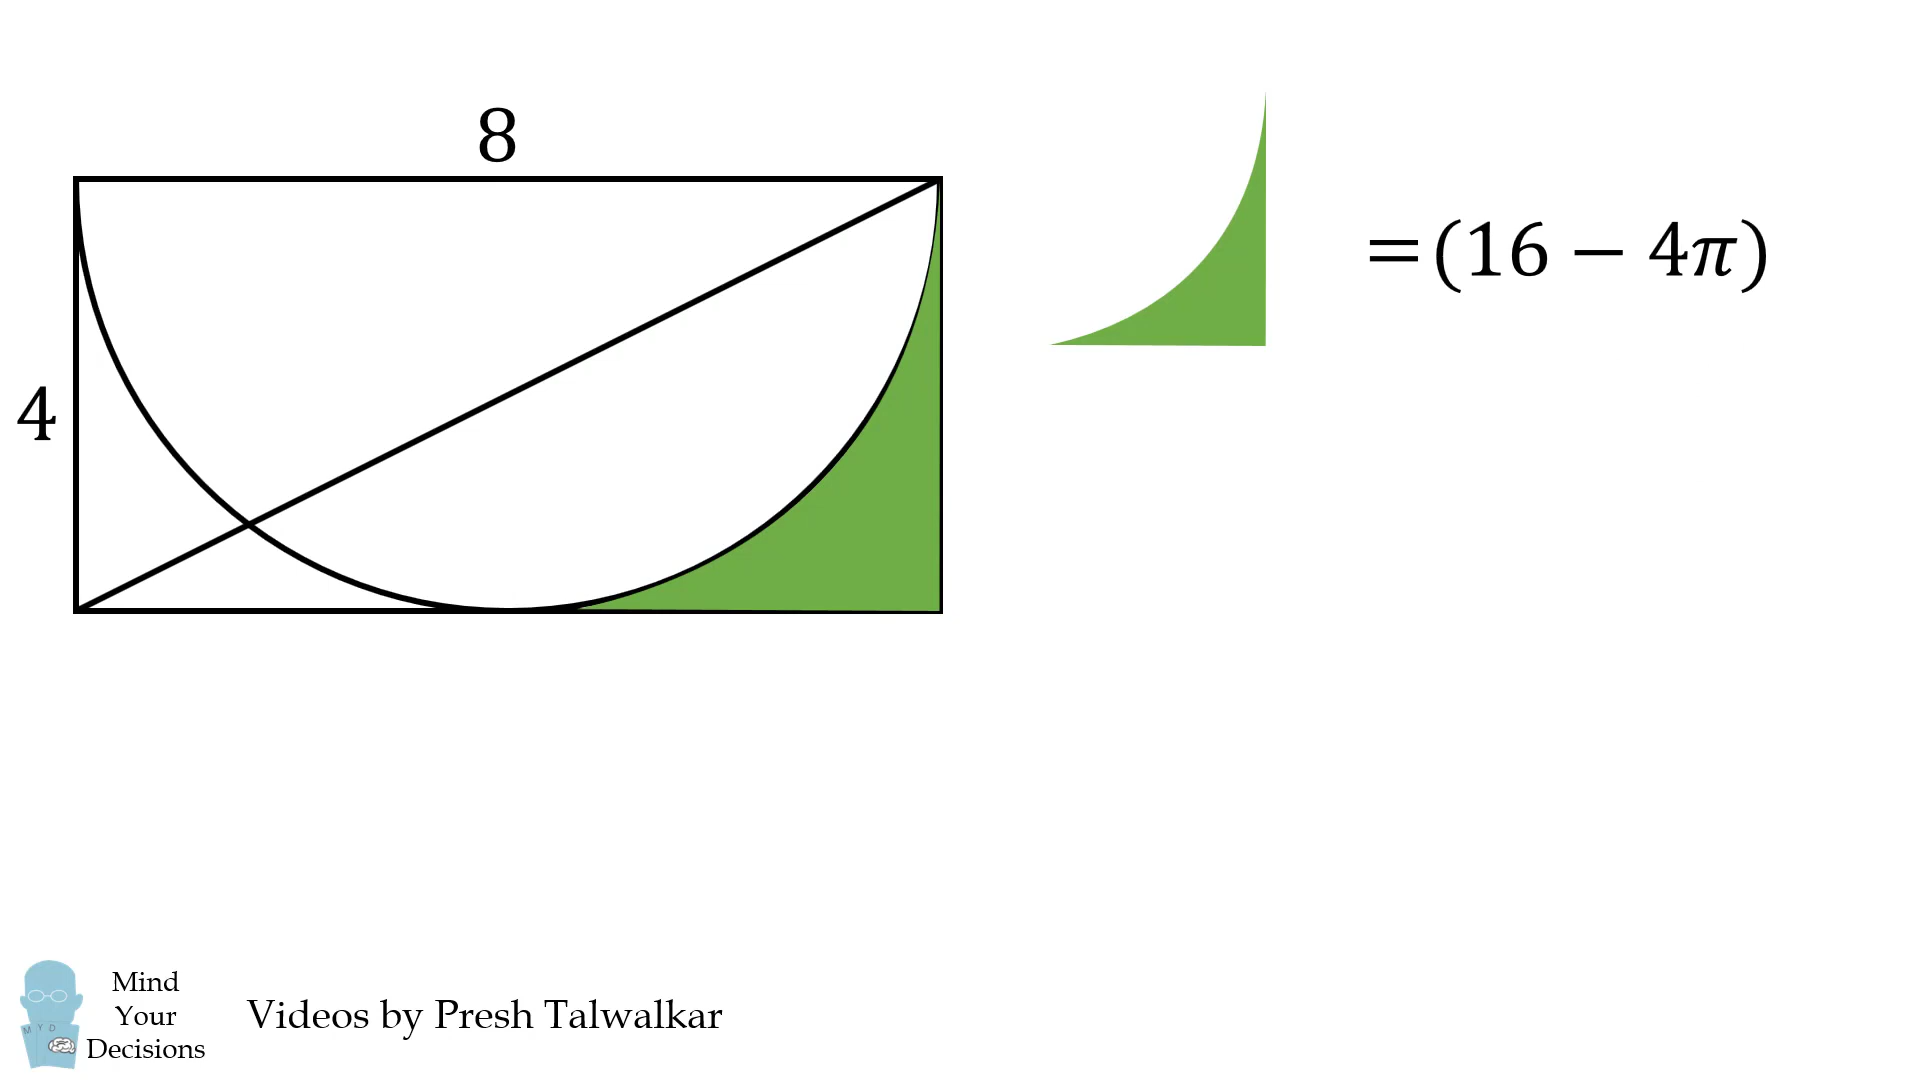 8
4
= (16 − 4π)
M Y D
Mind
Your
Decisions
Videos by Presh Talwalkar